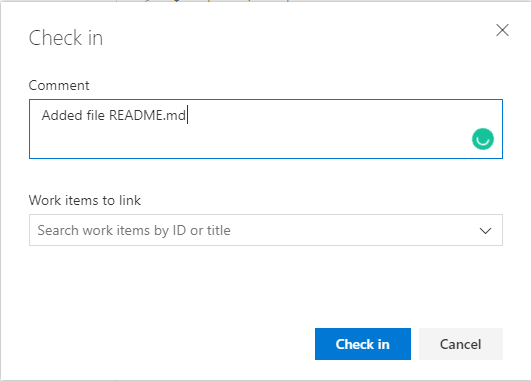 Check in
Comment
Added file README.md
Work items to link
Search work items by ID or title
Check in
Cancel